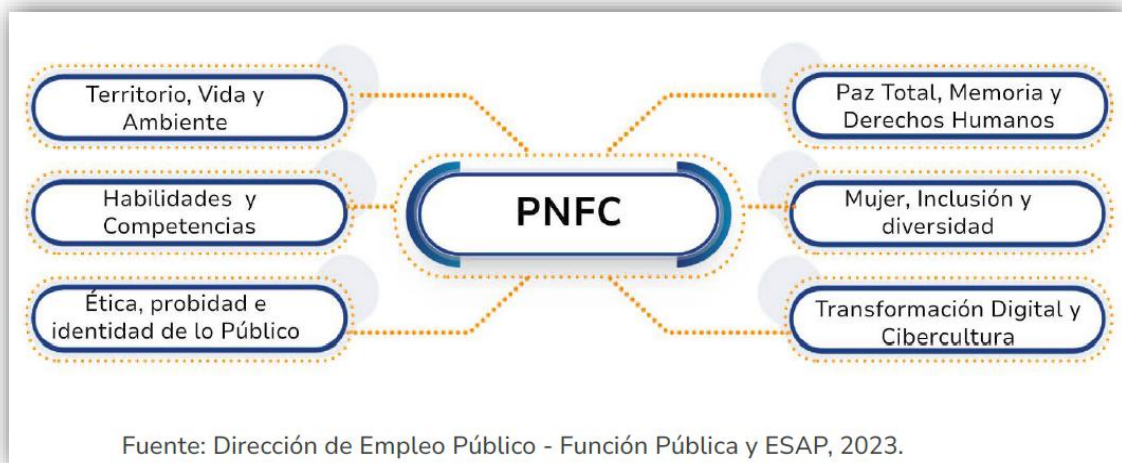 Territorio, Vida y
Ambiente
Habilidades y
Competencias
Ética, probidad e
identidad de lo Público
PNFC
Paz Total, Memoria y
Derechos Humanos
Mujer, Inclusión y
diversidad
Transformación Digital y
Cibercultura
Fuente: Dirección de Empleo Público - Función Pública y ESAP, 2023.